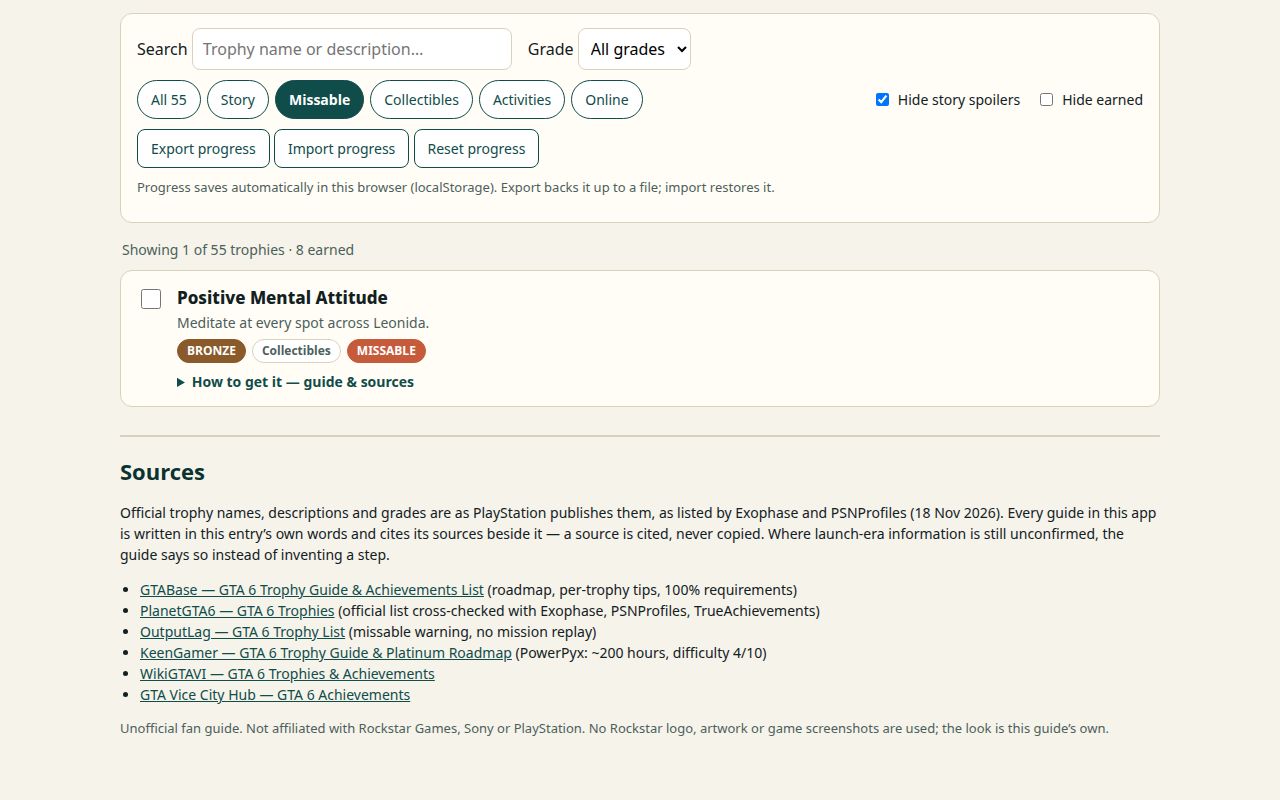 Search Trophy name or description... Grade All grades
All 55 Story Missable Collectibles Activities Online Hide story spoilers Hide earned
Export progress Import progress Reset progress
Progress saves automatically in this browser (localStorage). Export backs it up to a file; import restores it.
Showing 1 of 55 trophies · 8 earned
Positive Mental Attitude
Meditate at every spot across Leonida.
BRONZE Collectibles MISSABLE
How to get it — guide & sources
Sources
Official trophy names, descriptions and grades are as PlayStation publishes them, as listed by Exophase and PSNProfiles (18 Nov 2026). Every guide in this app
is written in this entry’s own words and cites its sources beside it — a source is cited, never copied. Where launch-era information is still unconfirmed, the
guide says so instead of inventing a step.
GTABase — GTA 6 Trophy Guide & Achievements List (roadmap, per-trophy tips, 100% requirements)
PlanetGTA6 — GTA 6 Trophies (official list cross-checked with Exophase, PSNProfiles, TrueAchievements)
OutputLag — GTA 6 Trophy List (missable warning, no mission replay)
KeenGamer — GTA 6 Trophy Guide & Platinum Roadmap (PowerPyx: ~200 hours, difficulty 4/10)
WikiGTAVI — GTA 6 Trophies & Achievements
GTA Vice City Hub — GTA 6 Achievements
Unofficial fan guide. Not affiliated with Rockstar Games, Sony or PlayStation. No Rockstar logo, artwork or game screenshots are used; the look is this guide’s own.